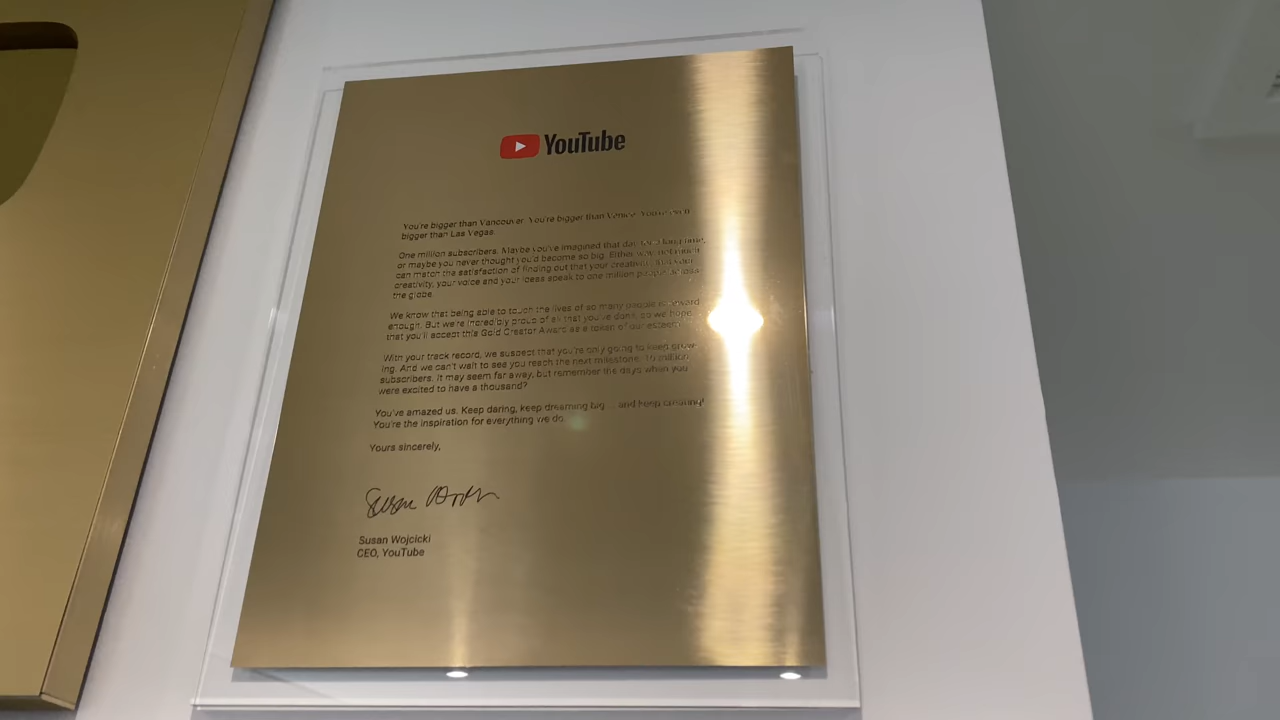 YouTube
You're bigger than Vancouver. You're bigger than Venice. You're even
bigger than Las Vegas.
One million subscribers. Maybe you've imagined that day for a long time,
or maybe you never thought you'd become so big. Either way, not much
can match the satisfaction of finding out that your creativity,
creativity, your voice and your ideas speak to one million people across
the globe.
We know that being able to touch the lives of so many people is reward
enough. But we're incredibly proud of all that you've done, so we hope
that you'll accept this Gold Creator Award as a token of our esteem.
With your track record, we suspect that you're only going to keep grow-
ing. And we can't wait to see you reach the next milestone: 10 million
subscribers. It may seem far away, but remember the days when you
were excited to have a thousand?
You've amazed us. Keep daring, keep dreaming big... and keep creating!
You're the inspiration for everything we do.
Yours sincerely,
Susan Wojcicki
CEO, YouTube